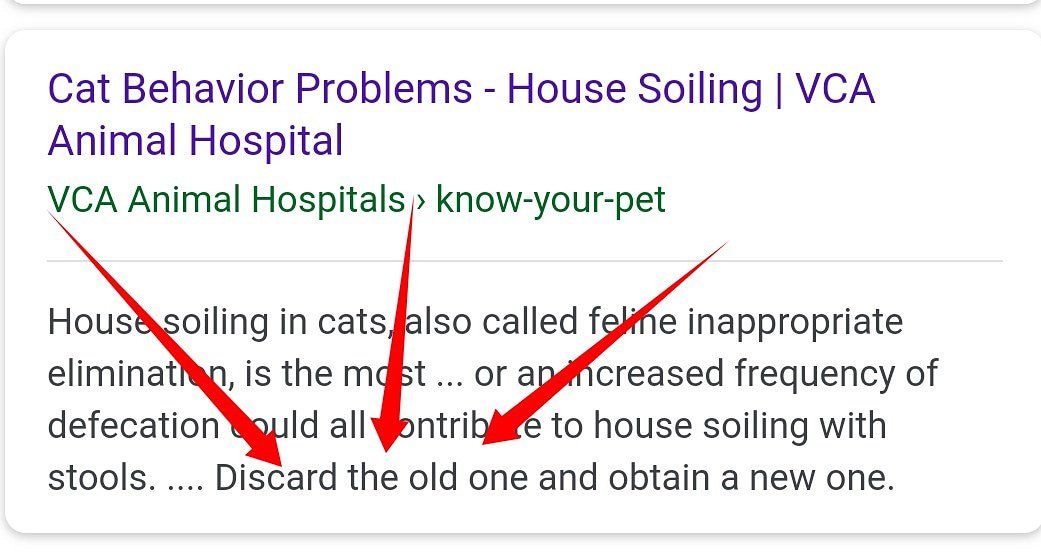 Cat Behavior Problems - House Soiling | VCA
Animal Hospital
VCA Animal Hospitals › know-your-pet
House soiling in cats, also called feline inappropriate
elimination, is the most ... or an increased frequency of
defecation could all contribute to house soiling with
stools. .... Discard the old one and obtain a new one.